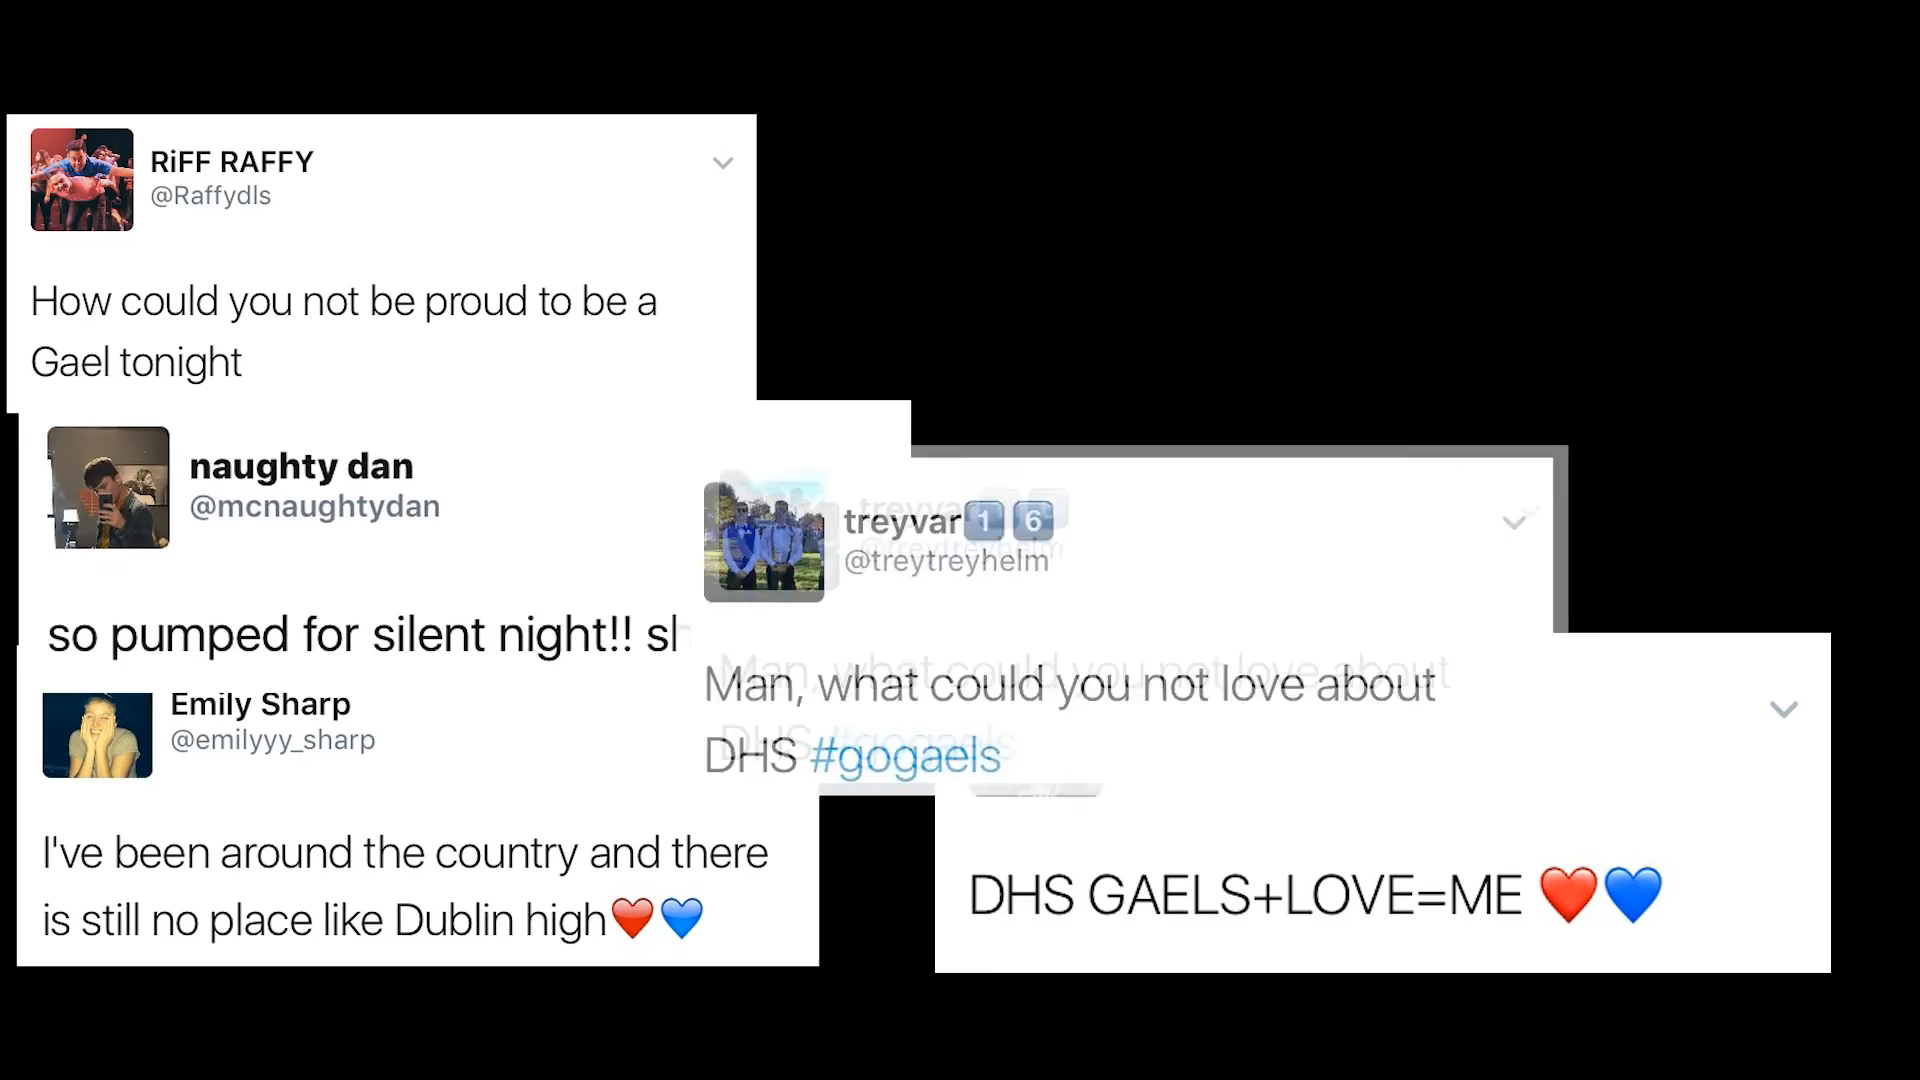 RiFF RAFFY
@Raffydls
How could you not be proud to be a
Gael tonight
naughty dan
@mcnaughtydan
so pumped for silent night!!
Emily Sharp
@emilyyy_sharp
I've been around the country and there
is still no place like Dublin high❤️💙
treyvar1️⃣6️⃣
@treytreyhelm
Man, what could you not love about
DHS #gogaels
DHS GAELS+LOVE=ME ❤️💙